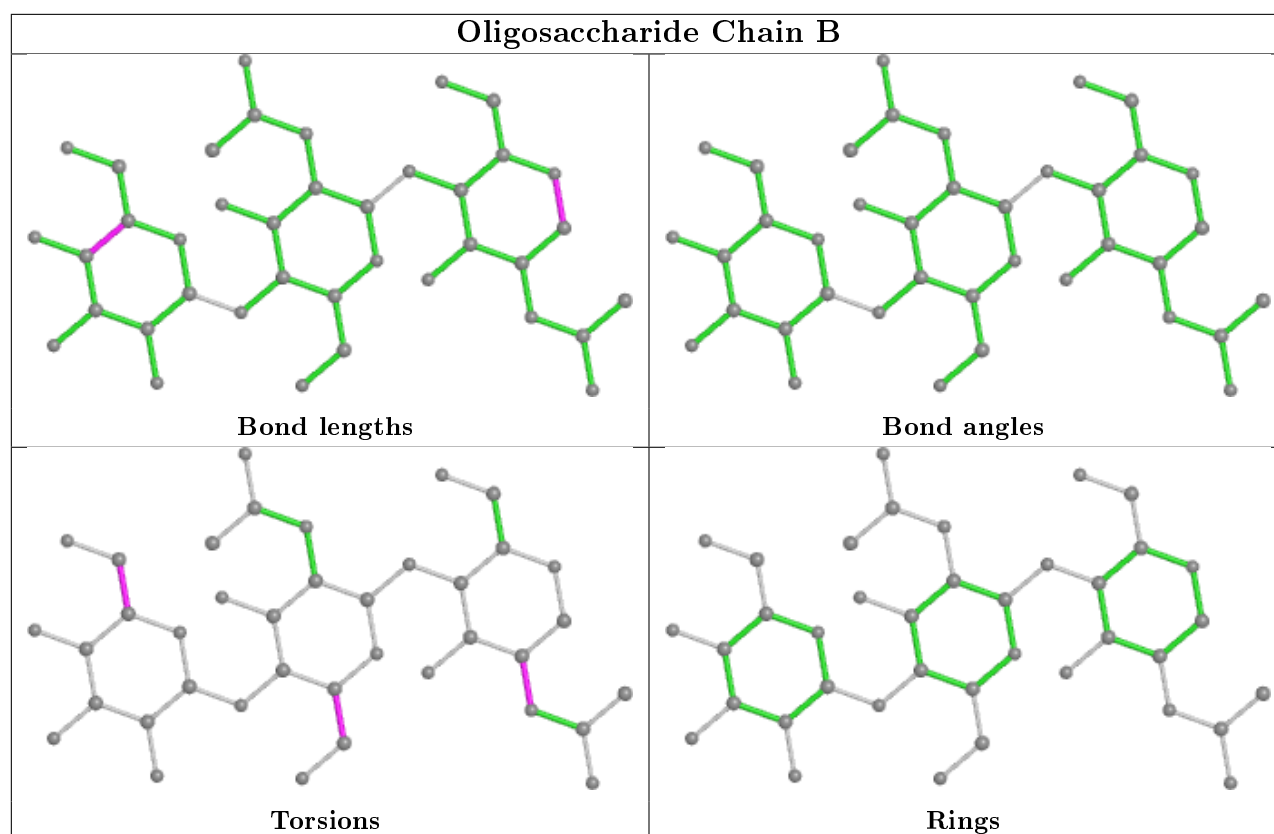 Oligosaccharide Chain B
Bond lengths
Bond angles
Torsions
Rings